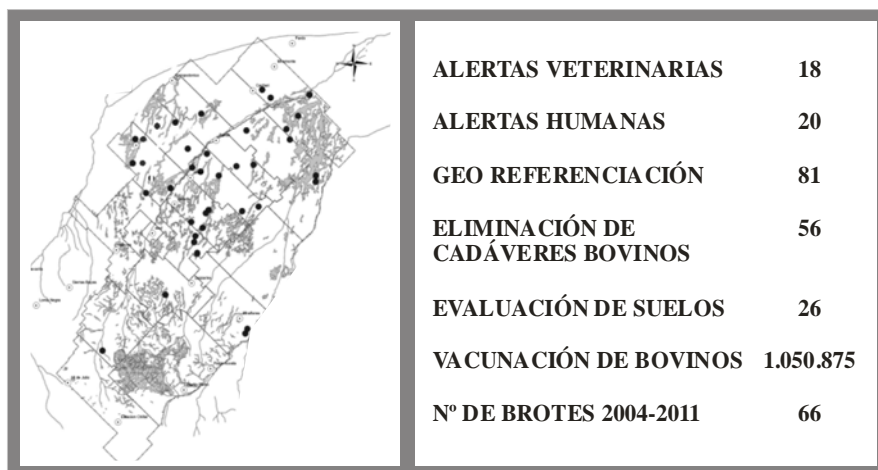 ALERTAS VETERINARIAS 18
ALERTAS HUMANAS 20
GEO REFERENCIACIÓN 81
ELIMINACIÓN DE 56
CADÁVERES BOVINOS
EVALUACIÓN DE SUELOS 26
VACUNACIÓN DE BOVINOS 1.050.875
Nº DE BROTES 2004-2011 66